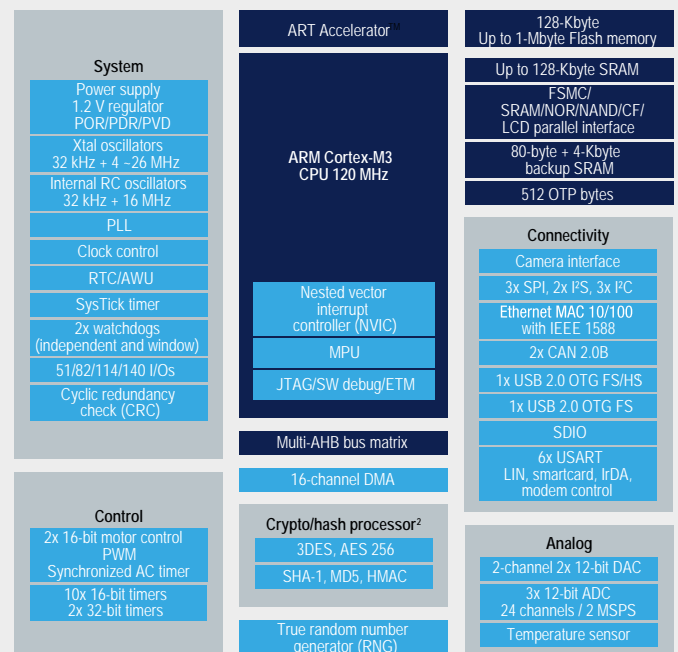 System
Power supply
1.2 V regulator
POR/PDR/PVD
Xtal oscillators
32 kHz + 4 ~26 MHz
Internal RC oscillators
32 kHz + 16 MHz
PLL
Clock control
RTC/AWU
SysTick timer
2x watchdogs
(independent and window)
51/82/114/140 I/Os
Cyclic redundancy
check (CRC)
Control
2x 16-bit motor control
PWM
Synchronized AC timer
10x 16-bit timers
2x 32-bit timers
ART Accelerator™
ARM Cortex-M3
CPU 120 MHz
Nested vector
interrupt
controller (NVIC)
MPU
JTAG/SW debug/ETM
Multi-AHB bus matrix
16-channel DMA
Crypto/hash processor²
3DES, AES 256
SHA-1, MD5, HMAC
True random number
generator (RNG)
128-Kbyte
Up to 1-Mbyte Flash memory
Up to 128-Kbyte SRAM
FSMC/
SRAM/NOR/NAND/CF/
LCD parallel interface
80-byte + 4-Kbyte
backup SRAM
512 OTP bytes
Connectivity
Camera interface
3x SPI, 2x I²S, 3x I²C
Ethernet MAC 10/100
with IEEE 1588
2x CAN 2.0B
1x USB 2.0 OTG FS/HS
1x USB 2.0 OTG FS
SDIO
6x USART
LIN, smartcard, IrDA,
modem control
Analog
2-channel 2x 12-bit DAC
3x 12-bit ADC
24 channels / 2 MSPS
Temperature sensor